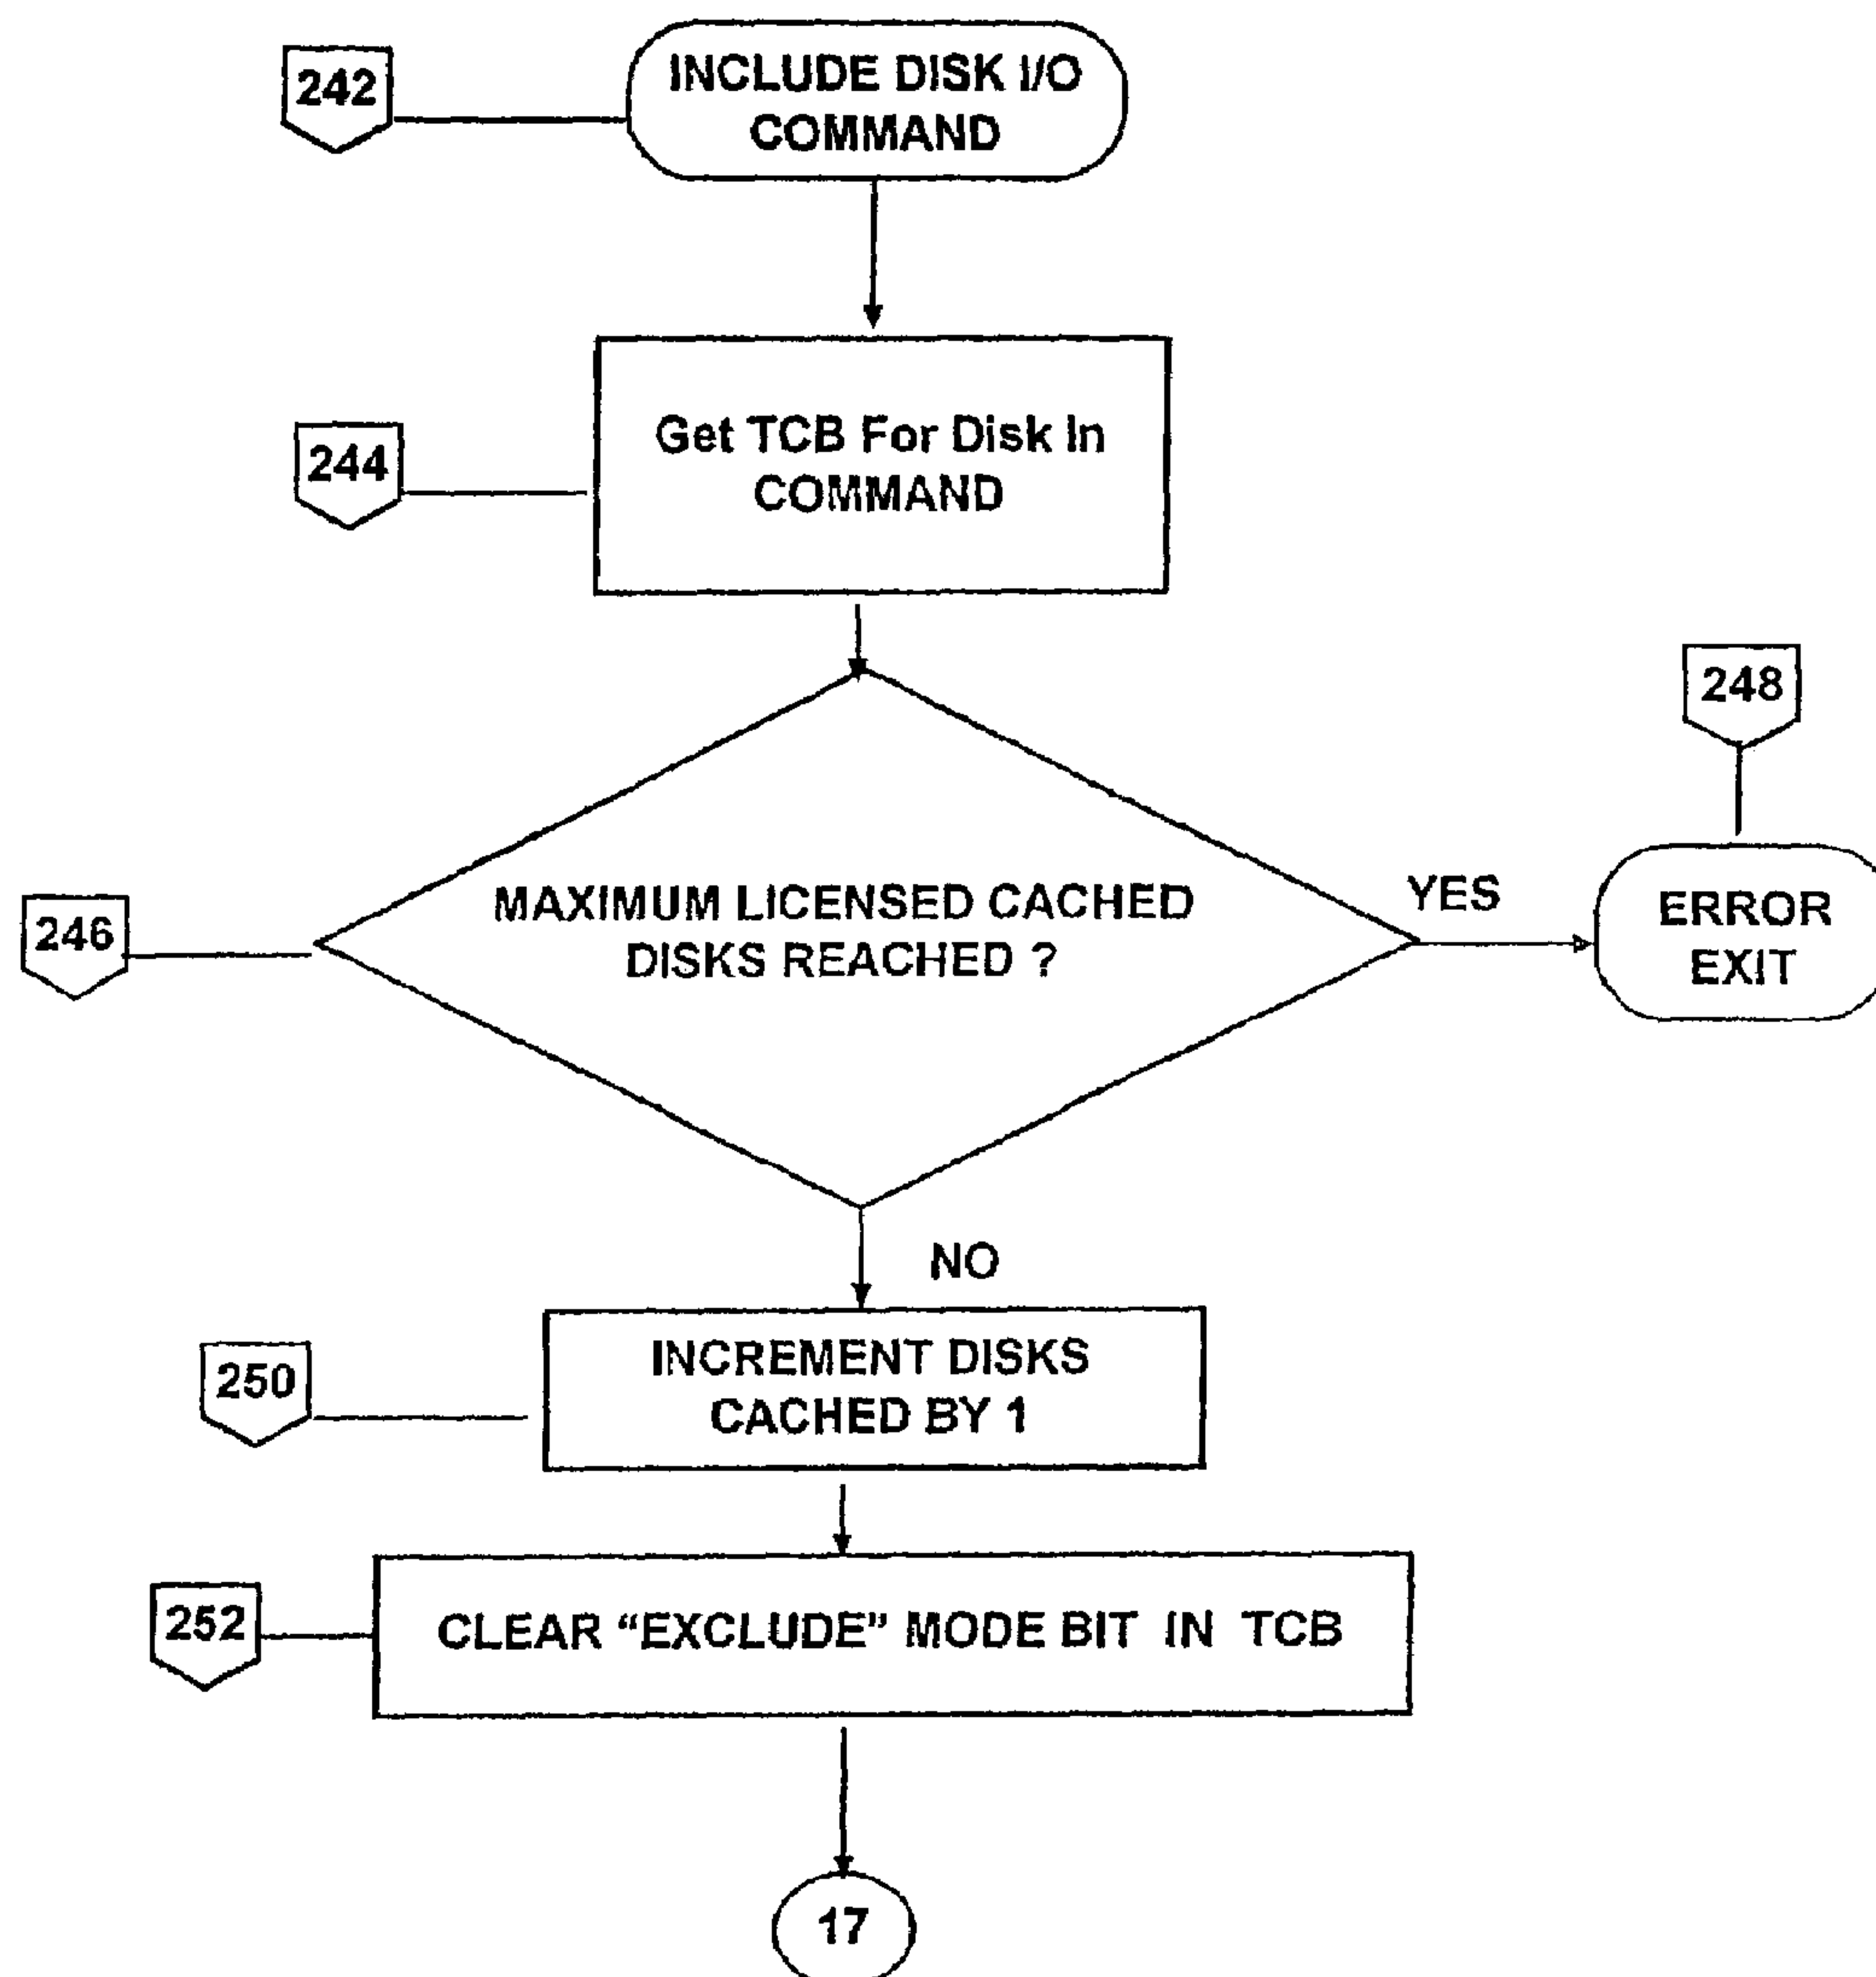 242
INCLUDE DISK I/O
COMMAND
244
Get TCB For Disk In
COMMAND
248
246
MAXIMUM LICENSED CACHED
DISKS REACHED ?
YES
ERROR
EXIT
NO
250
INCREMENT DISKS
CACHED BY 1
252
CLEAR “EXCLUDE” MODE BIT IN TCB
17